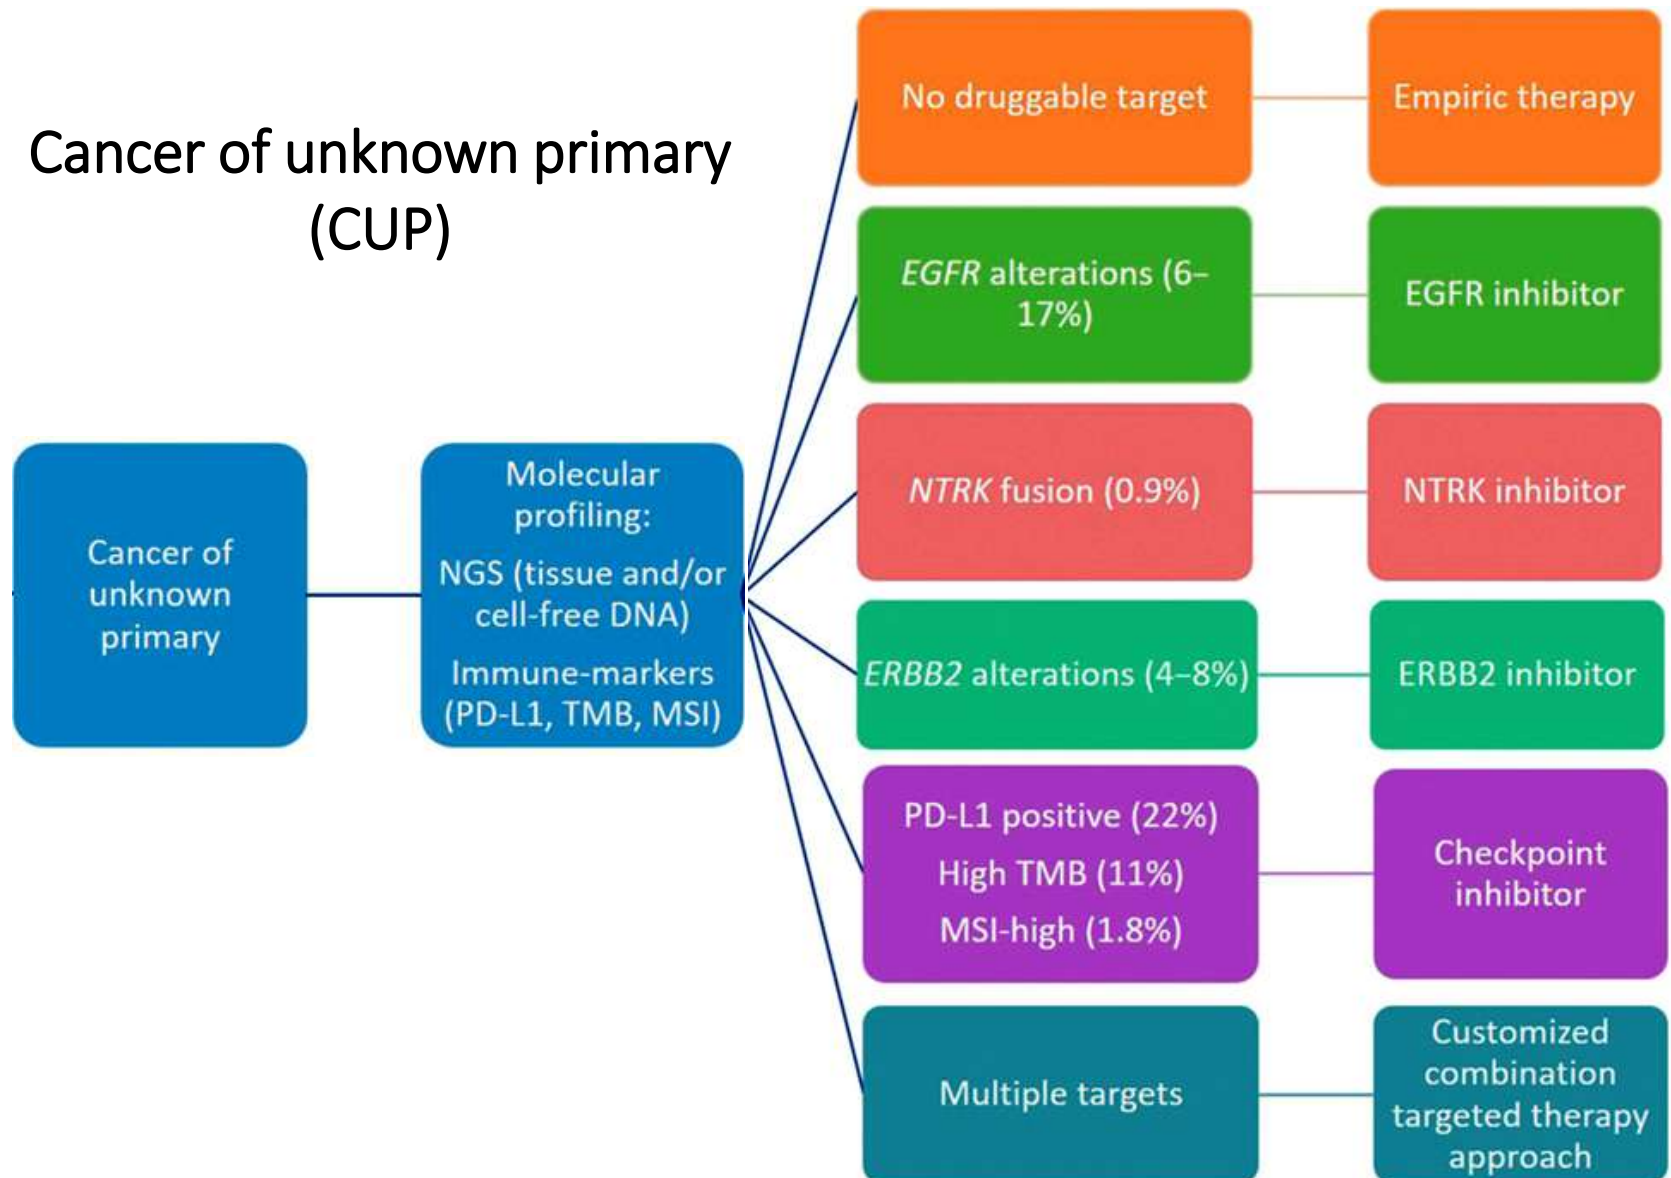 Cancer of unknown primary
(CUP)
Cancer of
unknown
primary
Molecular
profiling:
NGS (tissue and/or
cell-free DNA)
Immune-markers
(PD-L1, TMB, MSI)
No druggable target
Empiric therapy
EGFR alterations (6–
17%)
EGFR inhibitor
NTRK fusion (0.9%)
NTRK inhibitor
ERBB2 alterations (4–8%)
ERBB2 inhibitor
PD-L1 positive (22%)
High TMB (11%)
MSI-high (1.8%)
Checkpoint
inhibitor
Multiple targets
Customized
combination
targeted therapy
approach